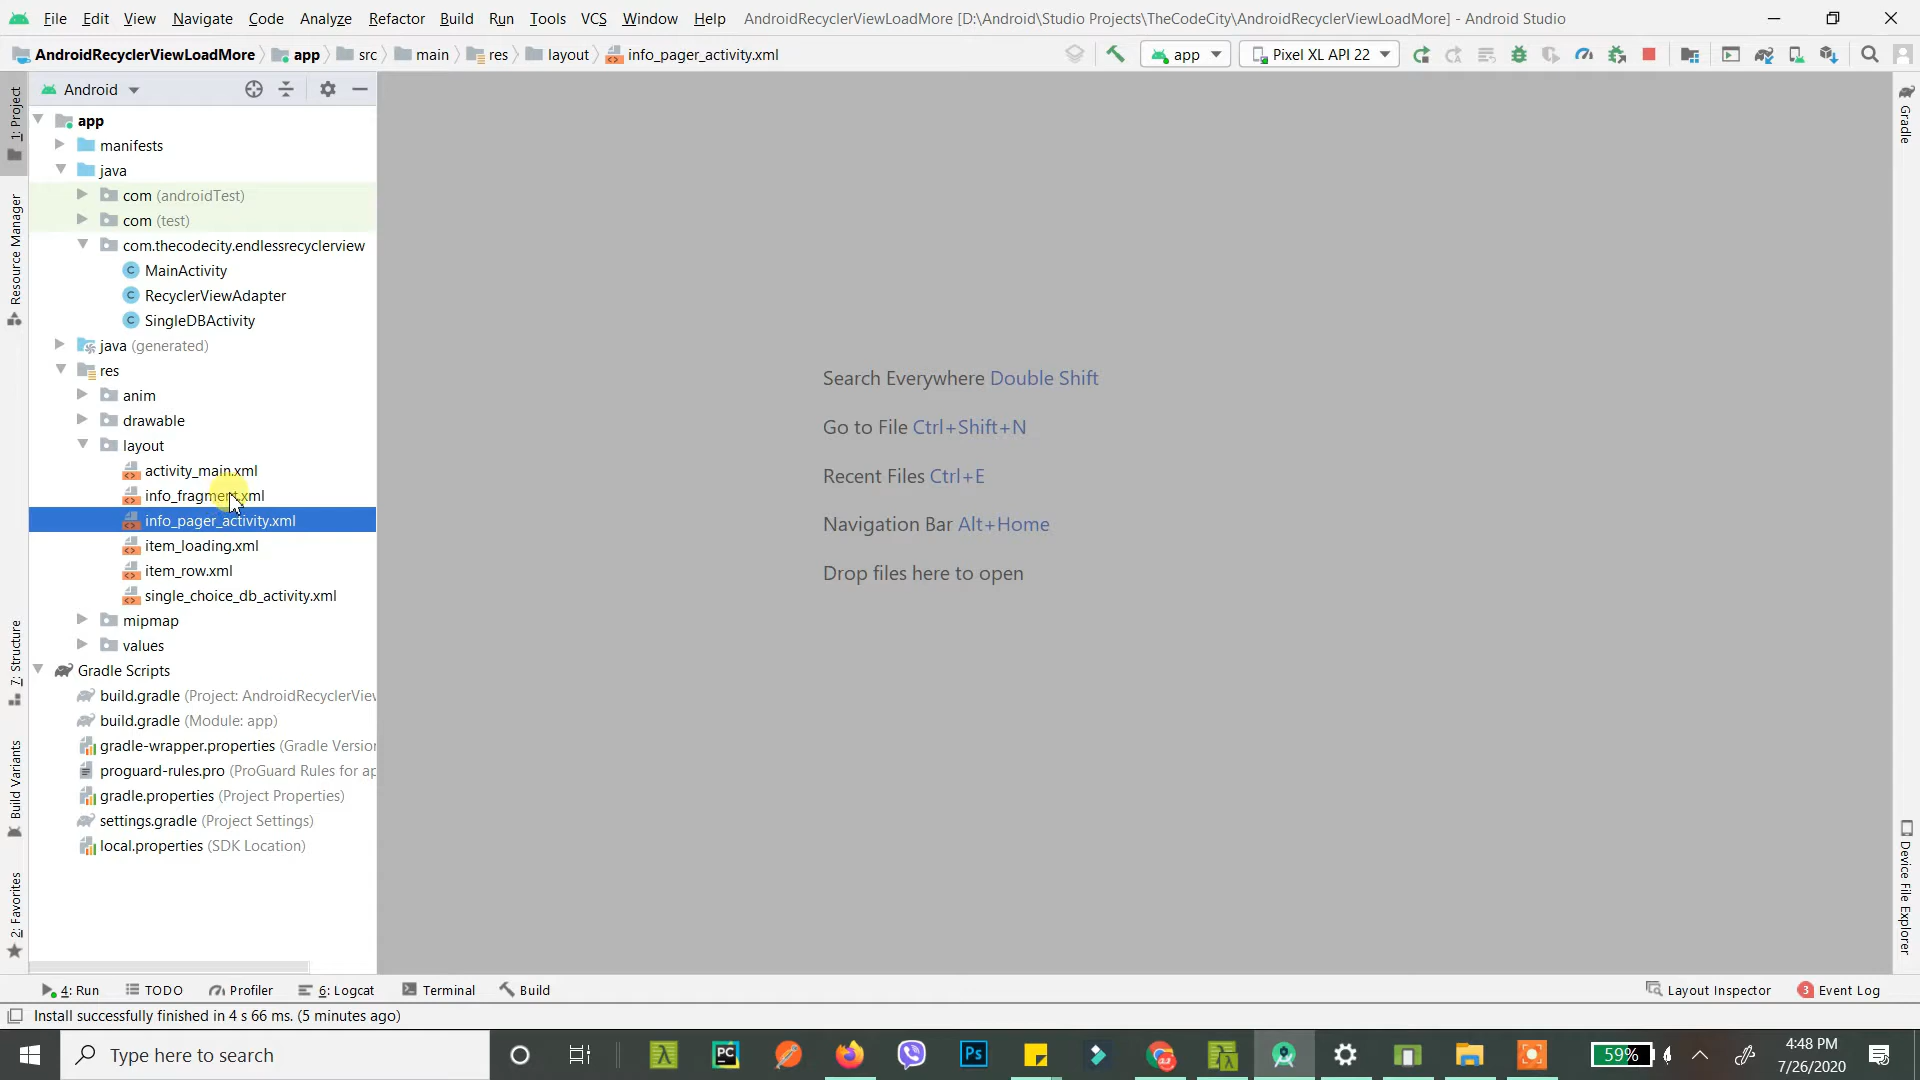 File Edit View Navigate Code Analyze Refactor Build Run Tools VCS Window Help AndroidRecyclerViewLoadMore [D:\Android\Studio Projects\TheCodeCity\AndroidRecyclerViewLoadMore] - Android Studio
AndroidRecyclerViewLoadMore app src main res layout info_pager_activity.xml app Pixel XL API 22
Android
1: Project
Resource Manager
7: Structure
Build Variants
2: Favorites
app
manifests
java
com (androidTest)
com (test)
com.thecodecity.endlessrecyclerview
MainActivity
RecyclerViewAdapter
SingleDBActivity
java (generated)
res
anim
drawable
layout
activity_main.xml
info_fragment.xml
info_pager_activity.xml
item_loading.xml
item_row.xml
single_choice_db_activity.xml
mipmap
values
Gradle Scripts
build.gradle (Project: AndroidRecyclerView
build.gradle (Module: app)
gradle-wrapper.properties (Gradle Version
proguard-rules.pro (ProGuard Rules for ap
gradle.properties (Project Properties)
settings.gradle (Project Settings)
local.properties (SDK Location)
Search Everywhere Double Shift
Go to File Ctrl+Shift+N
Recent Files Ctrl+E
Navigation Bar Alt+Home
Drop files here to open
Gradle
Device File Explorer
4: Run TODO Profiler 6: Logcat Terminal Build Layout Inspector 3 Event Log
Install successfully finished in 4 s 66 ms. (5 minutes ago)
Type here to search PC Ps 59% 4:48 PM
7/26/2020